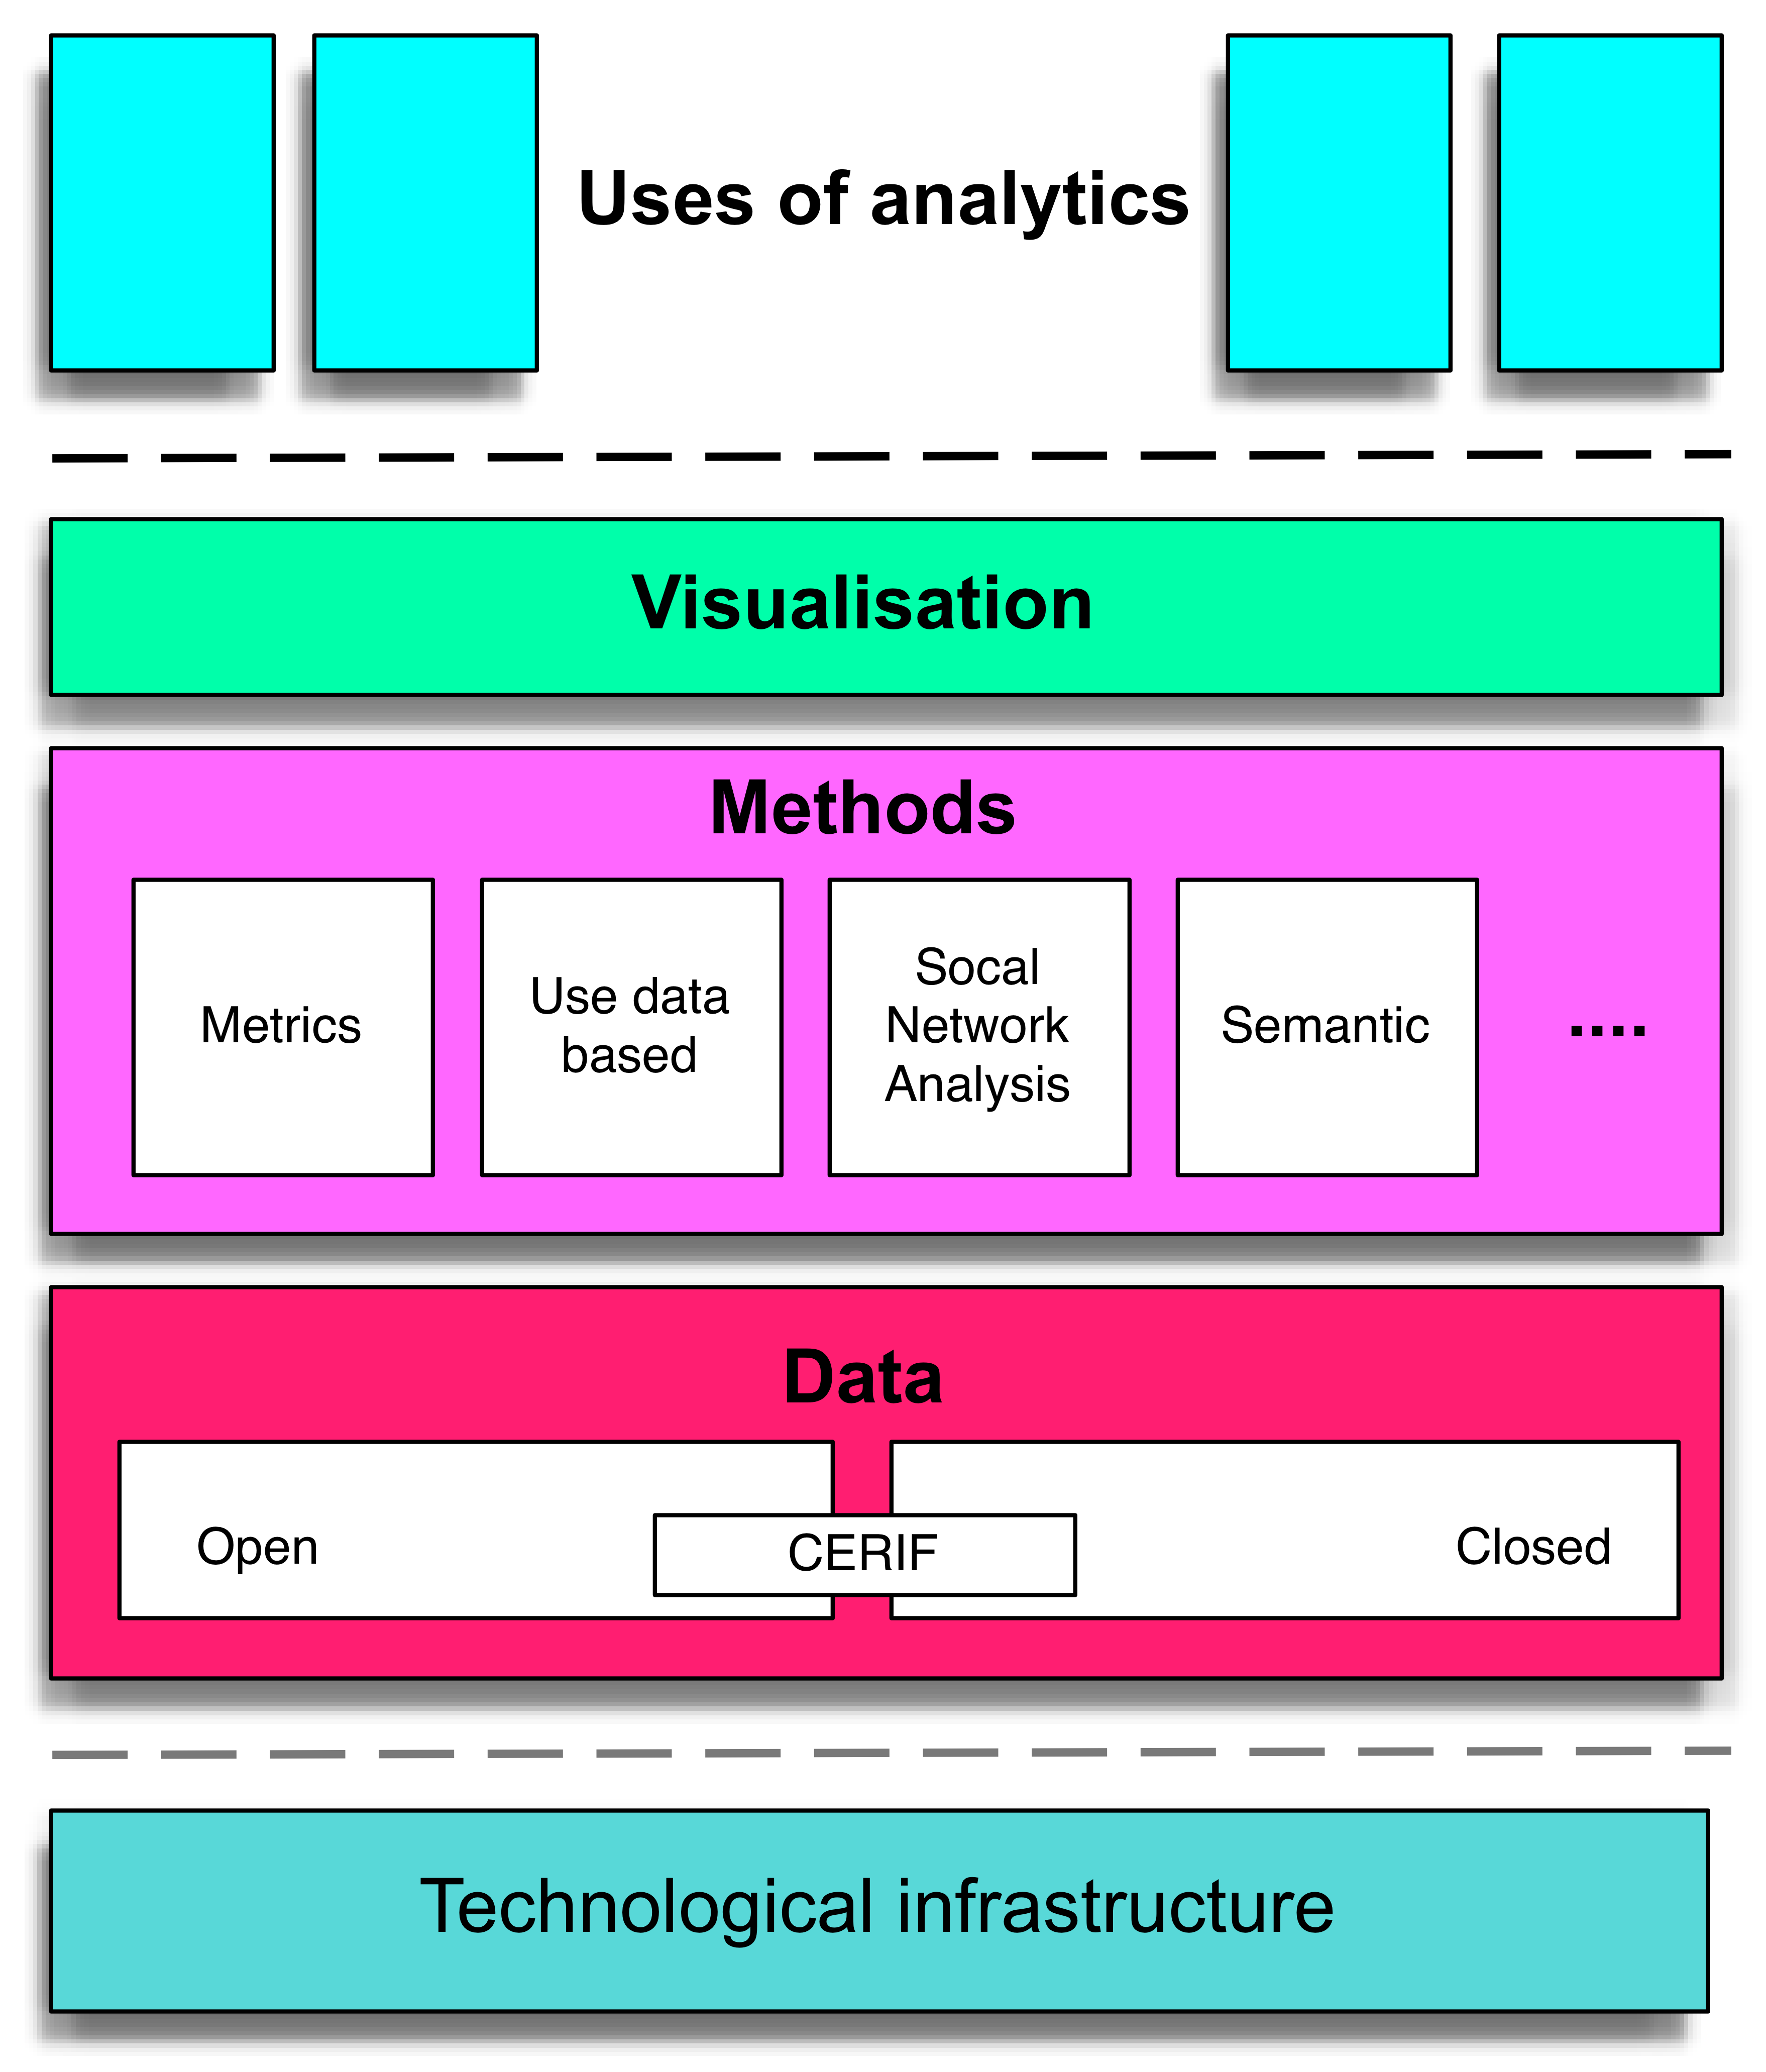 Uses of analytics
Visualisation
Methods
Metrics
Use data
based
Socal
Network
Analysis
Semantic
....
Data
Open
CERIF
Closed
Technological infrastructure